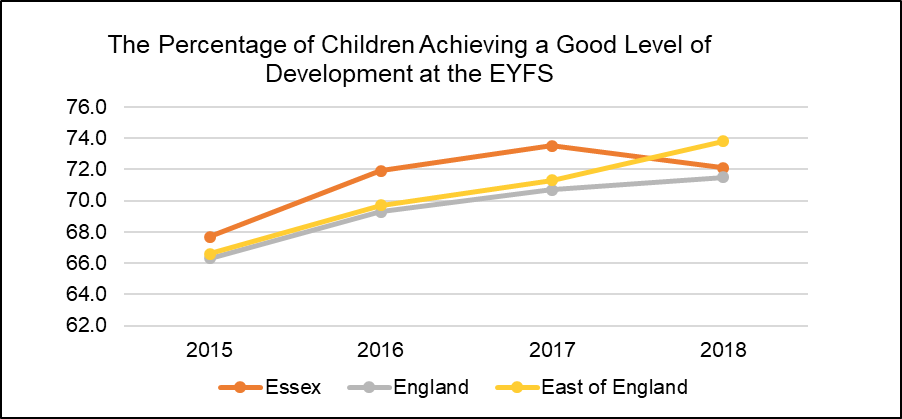 The Percentage of Children Achieving a Good Level of
Development at the EYFS
76.0
74.0
72.0
70.0
68.0
66.0
64.0
62.0
2015 2016 2017 2018
Essex England East of England